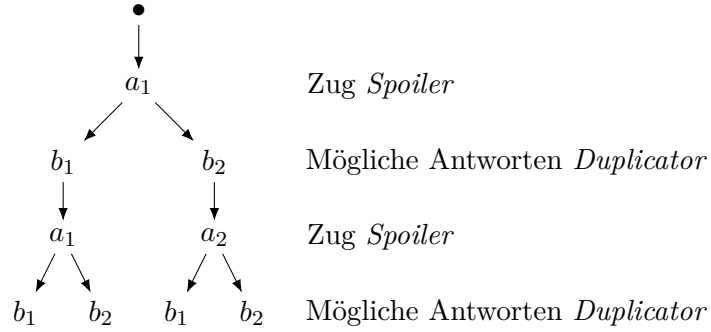 a₁ Zug Spoiler
b₁ b₂ Mögliche Antworten Duplicator
a₁ a₂ Zug Spoiler
b₁ b₂ b₁ b₂ Mögliche Antworten Duplicator